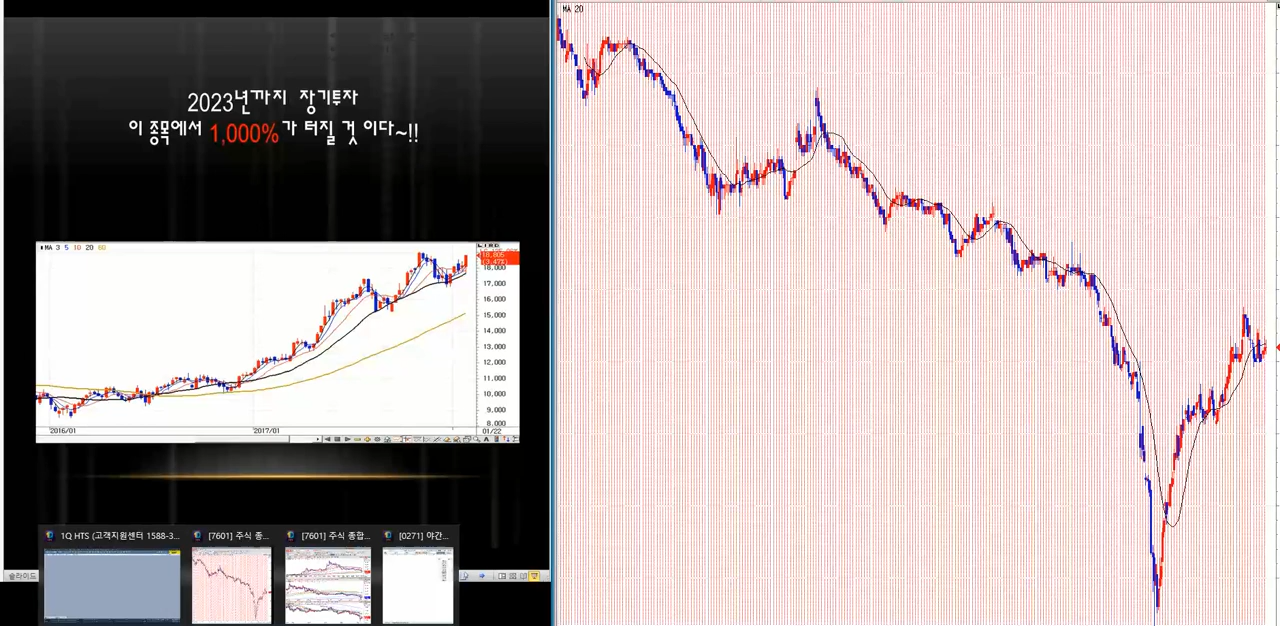 2023년까지 장기투자
이 종목에서 1,000%가 터질 것 이다~!!
MA 3 5 10 20 60
18,805
(3.47%)
18,000
17,000
16,000
15,000
14,000
13,000
12,000
11,000
10,000
9,000
8,000
2016/01
2017/01
01/22
1Q HTS (고객지원센터 1588-3...
[7601] 주식 종...
[7601] 주식 종합...
[0271] 야간...
슬라이드
MA 20